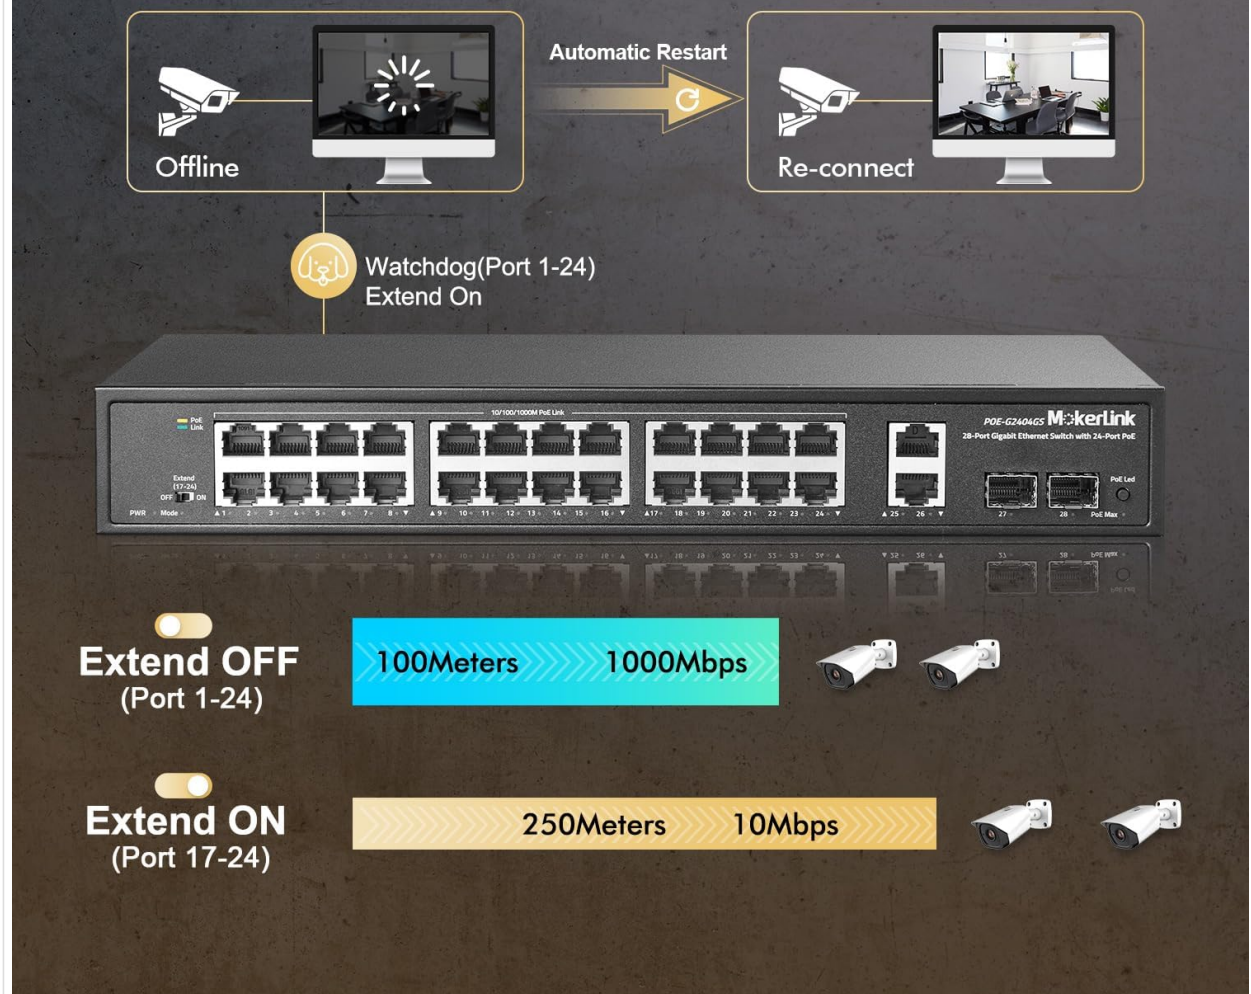 Automatic Restart
Offline
Re-connect
Watchdog(Port 1-24)
Extend On
PoE
Link
10/100/1000M PoE Link
POE-G2404GS MokerLink
28-Port Gigabit Ethernet Switch with 24-Port PoE
Extend
(17-24)
OFF ON
PoE Led
PWR Mode
▲1 2 3 4 5 6 7 8▼
▲9 10 11 12 13 14 15 16▼
▲17 18 19 20 21 22 23 24▼
▲25 26▼
27
28
PoE Max
Extend OFF
(Port 1-24)
100Meters 1000Mbps
Extend ON
(Port 17-24)
250Meters 10Mbps